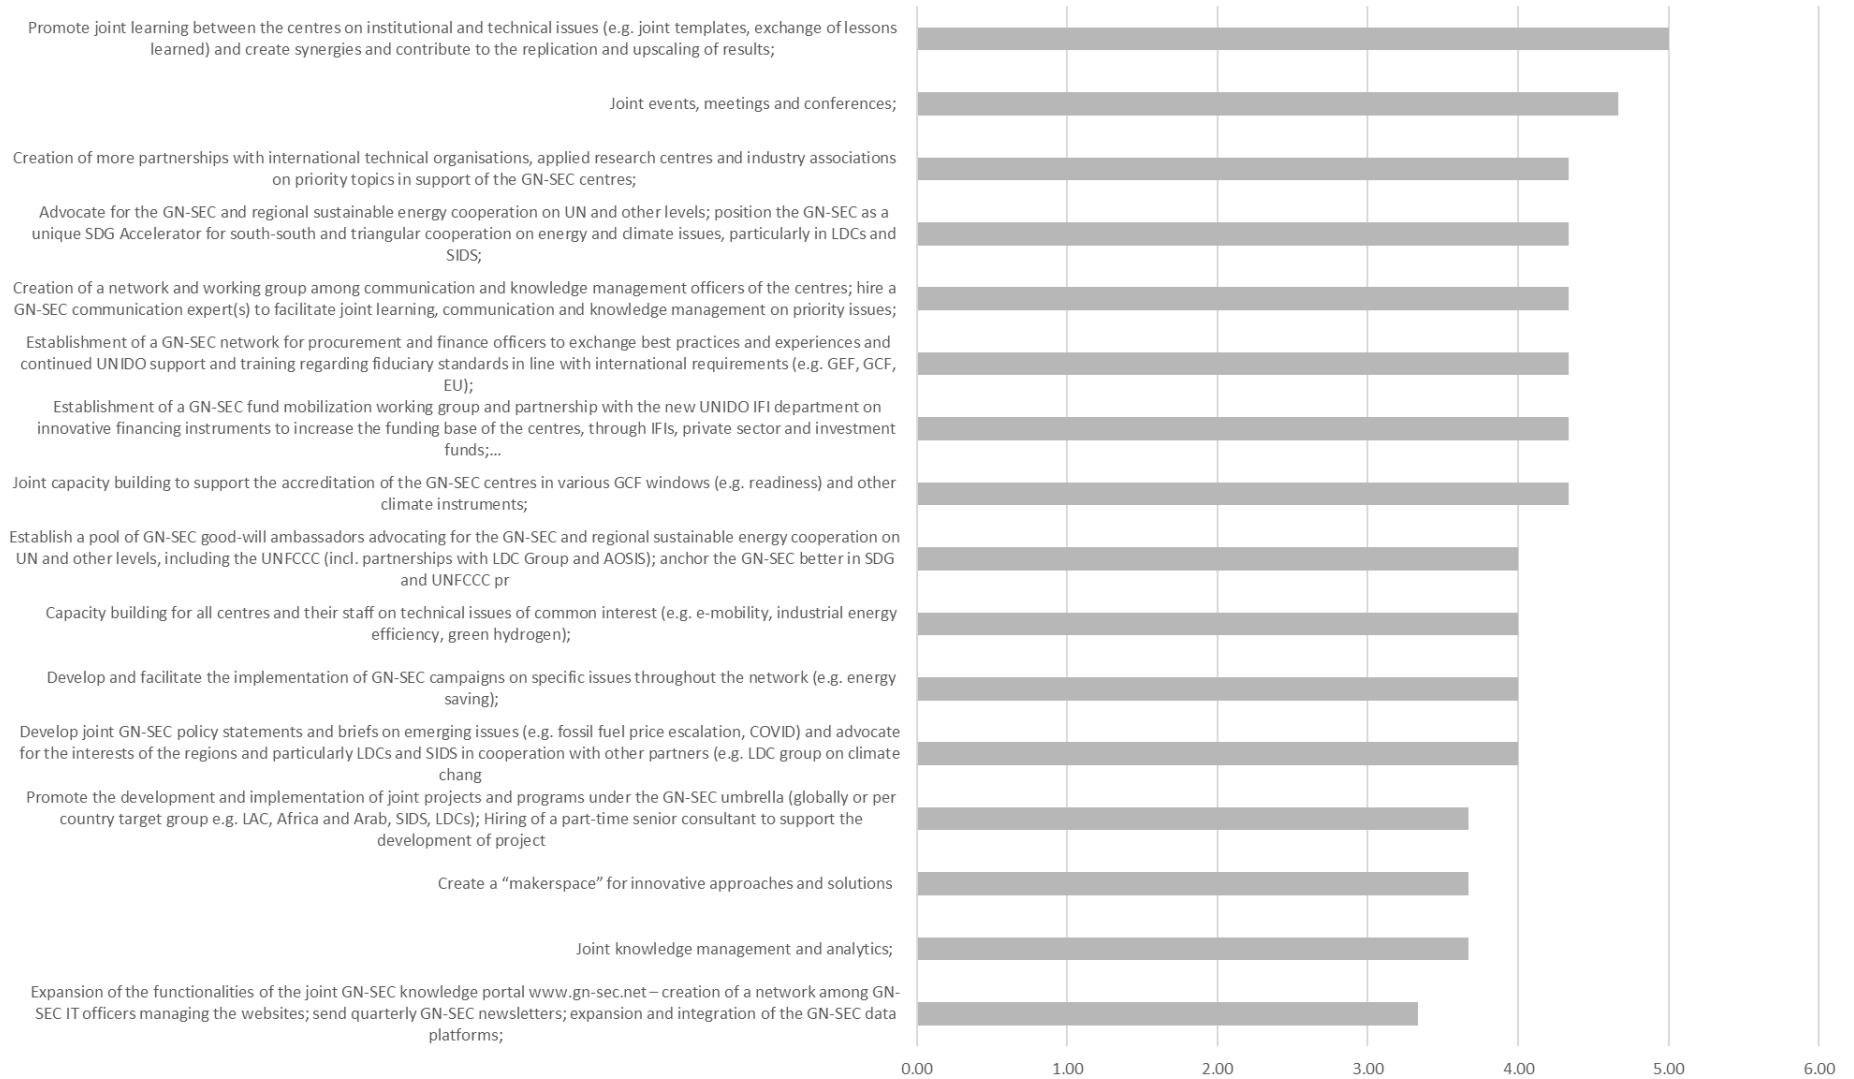 Promote joint learning between the centres on institutional and technical issues (e.g. joint templates, exchange of lessons
learned) and create synergies and contribute to the replication and upscaling of results;
Joint events, meetings and conferences;
Creation of more partnerships with international technical organisations, applied research centres and industry associations
on priority topics in support of the GN-SEC centres;
Advocate for the GN-SEC and regional sustainable energy cooperation on UN and other levels; position the GN-SEC as a
unique SDG Accelerator for south-south and triangular cooperation on energy and climate issues, particularly in LDCs and
SIDS;
Creation of a network and working group among communication and knowledge management officers of the centres; hire a
GN-SEC communication expert(s) to facilitate joint learning, communication and knowledge management on priority issues;
Establishment of a GN-SEC network for procurement and finance officers to exchange best practices and experiences and
continued UNIDO support and training regarding fiduciary standards in line with international requirements (e.g. GEF, GCF,
EU);
Establishment of a GN-SEC fund mobilization working group and partnership with the new UNIDO IFI department on
innovative financing instruments to increase the funding base of the centres, through IFIs, private sector and investment
funds;...
Joint capacity building to support the accreditation of the GN-SEC centres in various GCF windows (e.g. readiness) and other
climate instruments;
Establish a pool of GN-SEC good-will ambassadors advocating for the GN-SEC and regional sustainable energy cooperation on
UN and other levels, including the UNFCCC (incl. partnerships with LDC Group and AOSIS); anchor the GN-SEC better in SDG
and UNFCCC pr
Capacity building for all centres and their staff on technical issues of common interest (e.g. e-mobility, industrial energy
efficiency, green hydrogen);
Develop and facilitate the implementation of GN-SEC campaigns on specific issues throughout the network (e.g. energy
saving);
Develop joint GN-SEC policy statements and briefs on emerging issues (e.g. fossil fuel price escalation, COVID) and advocate
for the interests of the regions and particularly LDCs and SIDS in cooperation with other partners (e.g. LDC group on climate
chang
Promote the development and implementation of joint projects and programs under the GN-SEC umbrella (globally or per
country target group e.g. LAC, Africa and Arab, SIDS, LDCs); Hiring of a part-time senior consultant to support the
development of project
Create a “makerspace” for innovative approaches and solutions
Joint knowledge management and analytics;
Expansion of the functionalities of the joint GN-SEC knowledge portal www.gn-sec.net – creation of a network among GN-
SEC IT officers managing the websites; send quarterly GN-SEC newsletters; expansion and integration of the GN-SEC data
platforms;
0.00 1.00 2.00 3.00 4.00 5.00 6.00